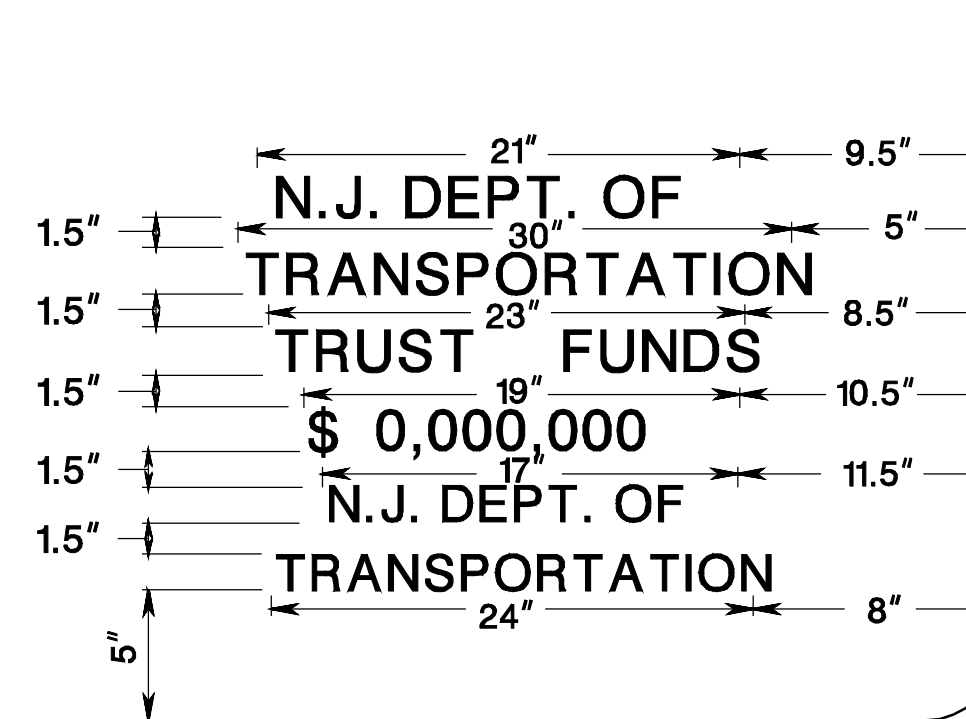 21" 9.5"
N.J. DEPT. OF
1.5" 30" 5"
TRANSPORTATION
1.5" 23" 8.5"
TRUST FUNDS
1.5" 19" 10.5"
$ 0,000,000
1.5" 17" 11.5"
N.J. DEPT. OF
1.5"
TRANSPORTATION
24" 8"
5"